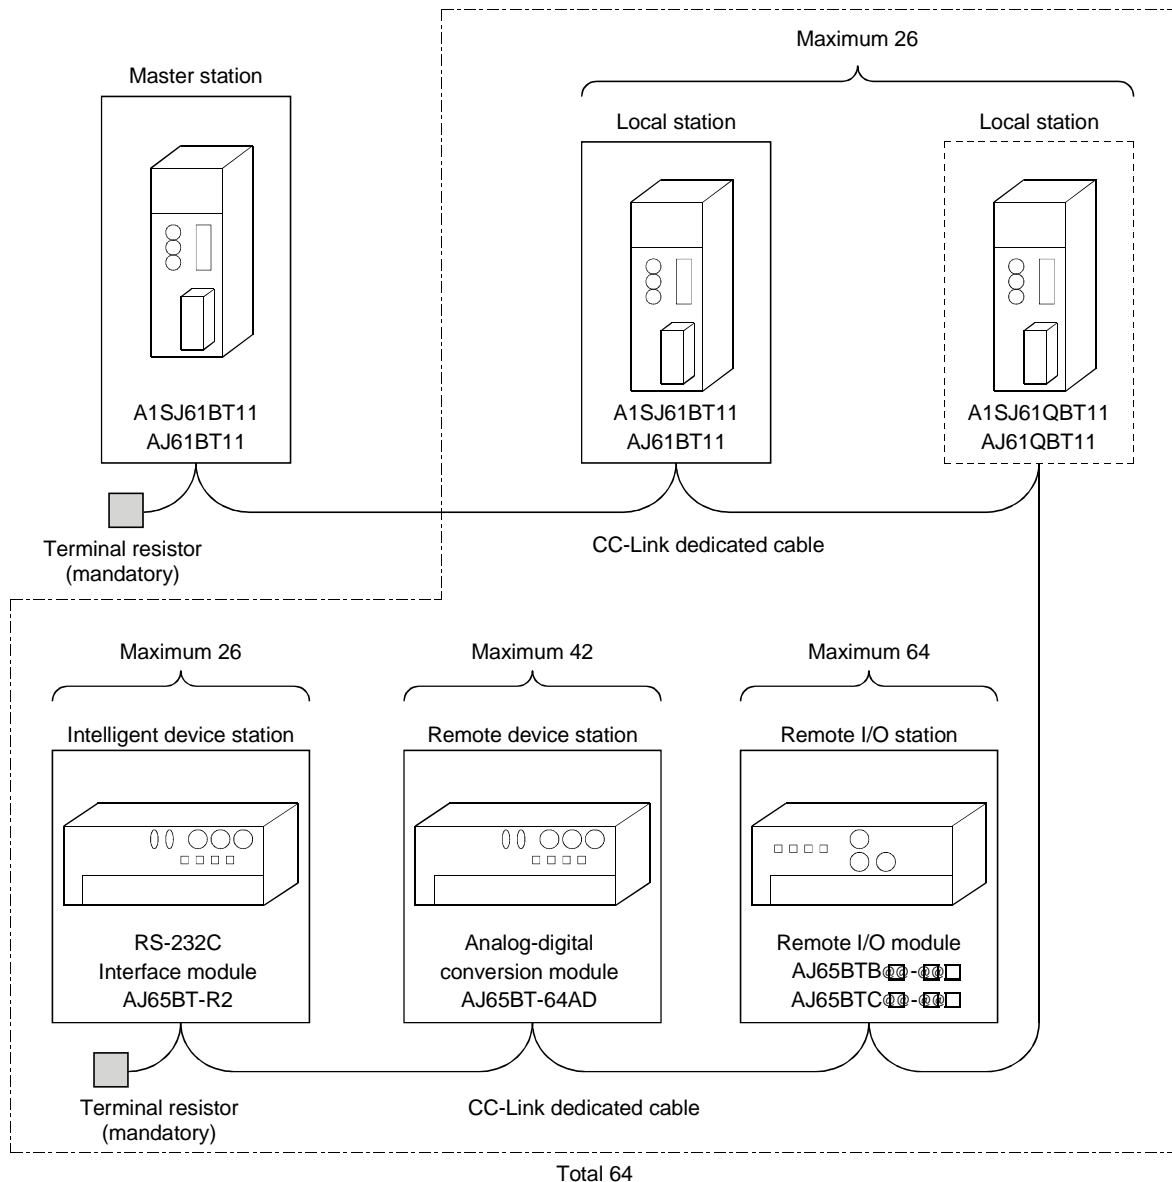 Maximum 26
Master station
Local station
Local station
A1SJ61BT11
AJ61BT11
A1SJ61BT11
AJ61BT11
A1SJ61QBT11
AJ61QBT11
Terminal resistor
(mandatory)
CC-Link dedicated cable
Maximum 26
Maximum 42
Maximum 64
Intelligent device station
Remote device station
Remote I/O station
RS-232C
Interface module
AJ65BT-R2
Analog-digital
conversion module
AJ65BT-64AD
Remote I/O module
AJ65BTB@@-@@□
AJ65BTC@@-@@□
Terminal resistor
(mandatory)
CC-Link dedicated cable
Total 64